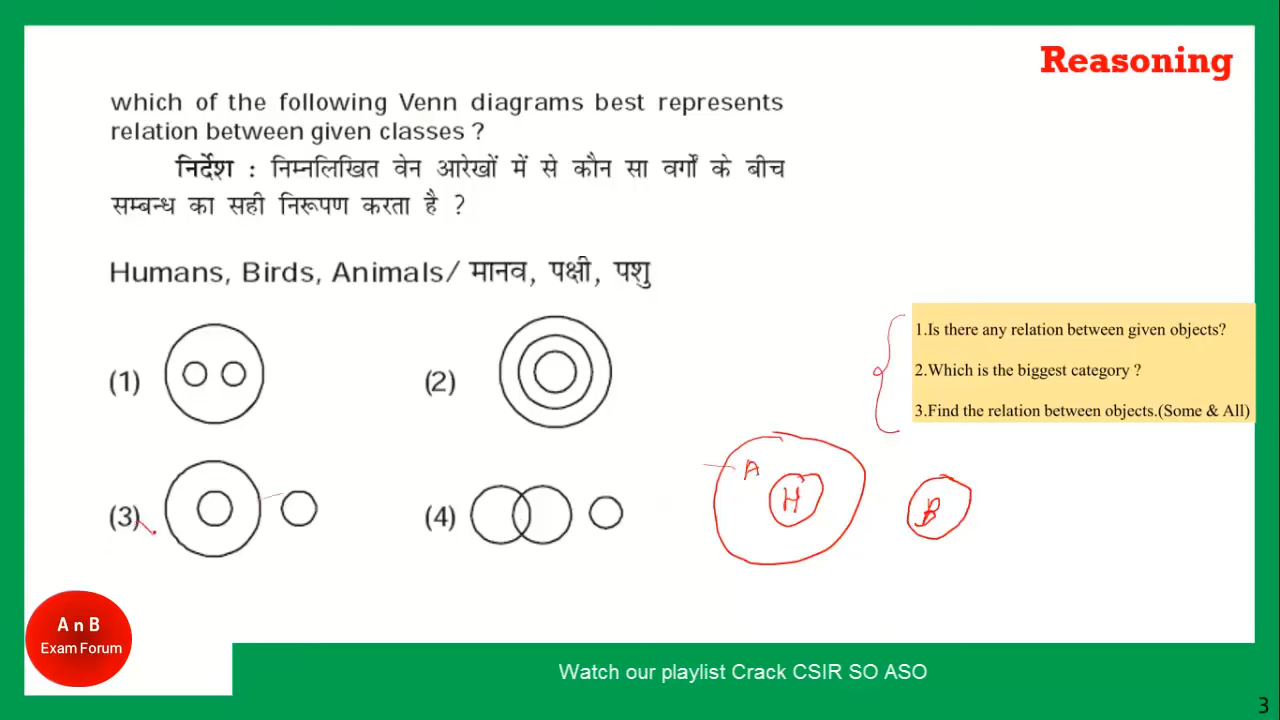 Reasoning
which of the following Venn diagrams best represents
relation between given classes ?
निर्देश : निम्नलिखित वेन आरेखों में से कौन सा वर्गों के बीच
सम्बन्ध का सही निरूपण करता है ?
Humans, Birds, Animals/ मानव, पक्षी, पशु
(1)
(2)
(3)
(4)
1.Is there any relation between given objects?
2.Which is the biggest category ?
3.Find the relation between objects.(Some & All)
A
H
B
A n B
Exam Forum
Watch our playlist Crack CSIR SO ASO
3